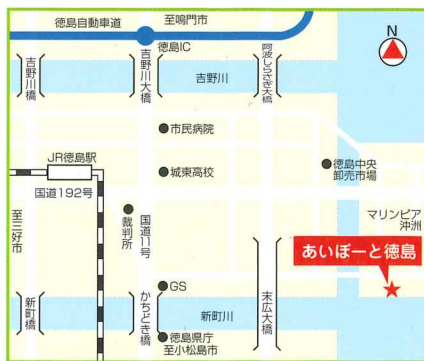 徳島自動車道
至鳴門市
N
徳島IC
吉野川橋
吉野川大橋
吉野川
阿波しらさぎ大橋
市民病院
JR徳島駅
城東高校
徳島中央
卸売市場
国道192号
至三好市
裁判所
国道11号
マリンピア
沖洲
あいぽーと徳島
GS
新町橋
かちどき橋
新町川
末広大橋
徳島県庁
至小松島市